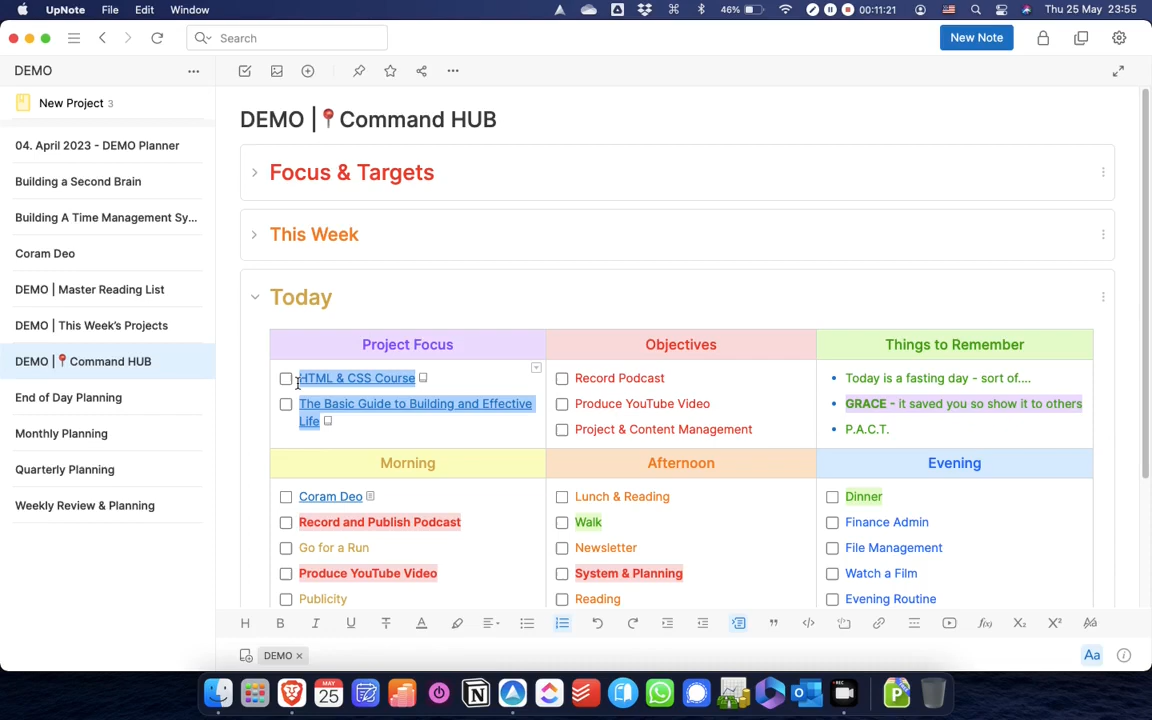 UpNote File Edit Window 46% 00:11:21 Thu 25 May 23:55
Search
New Note
DEMO
New Project 3
04. April 2023 - DEMO Planner
Building a Second Brain
Building A Time Management Sy...
Coram Deo
DEMO | Master Reading List
DEMO | This Week's Projects
DEMO |📍Command HUB
End of Day Planning
Monthly Planning
Quarterly Planning
Weekly Review & Planning
DEMO |📍Command HUB
Focus & Targets
This Week
Today
Project Focus
HTML & CSS Course
The Basic Guide to Building and Effective
Life
Objectives
Record Podcast
Produce YouTube Video
Project & Content Management
Things to Remember
• Today is a fasting day - sort of....
• GRACE - it saved you so show it to others
• P.A.C.T.
Morning
Coram Deo
Record and Publish Podcast
Go for a Run
Produce YouTube Video
Publicity
Afternoon
Lunch & Reading
Walk
Newsletter
System & Planning
Reading
Evening
Dinner
Finance Admin
File Management
Watch a Film
Evening Routine
H B I U T A f(x) X₂ X²
DEMO ×
Aa
MAY
25